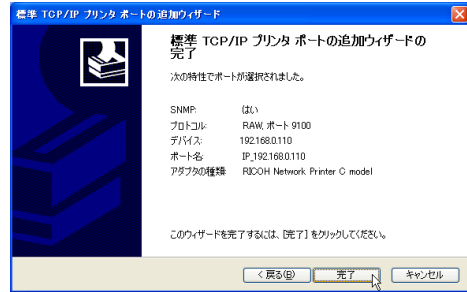 標準 TCP/IP プリンタ ポートの追加ウィザード
標準 TCP/IP プリンタ ポートの追加ウィザードの
完了
次の特性でポートが選択されました。
SNMP: はい
プロトコル: RAW, ポート 9100
デバイス: 192.168.0.110
ポート名: IP_192.168.0.110
アダプタの種類: RICOH Network Printer C model
このウィザードを完了するには、[完了] をクリックしてください。
< 戻る(B)
完了
キャンセル